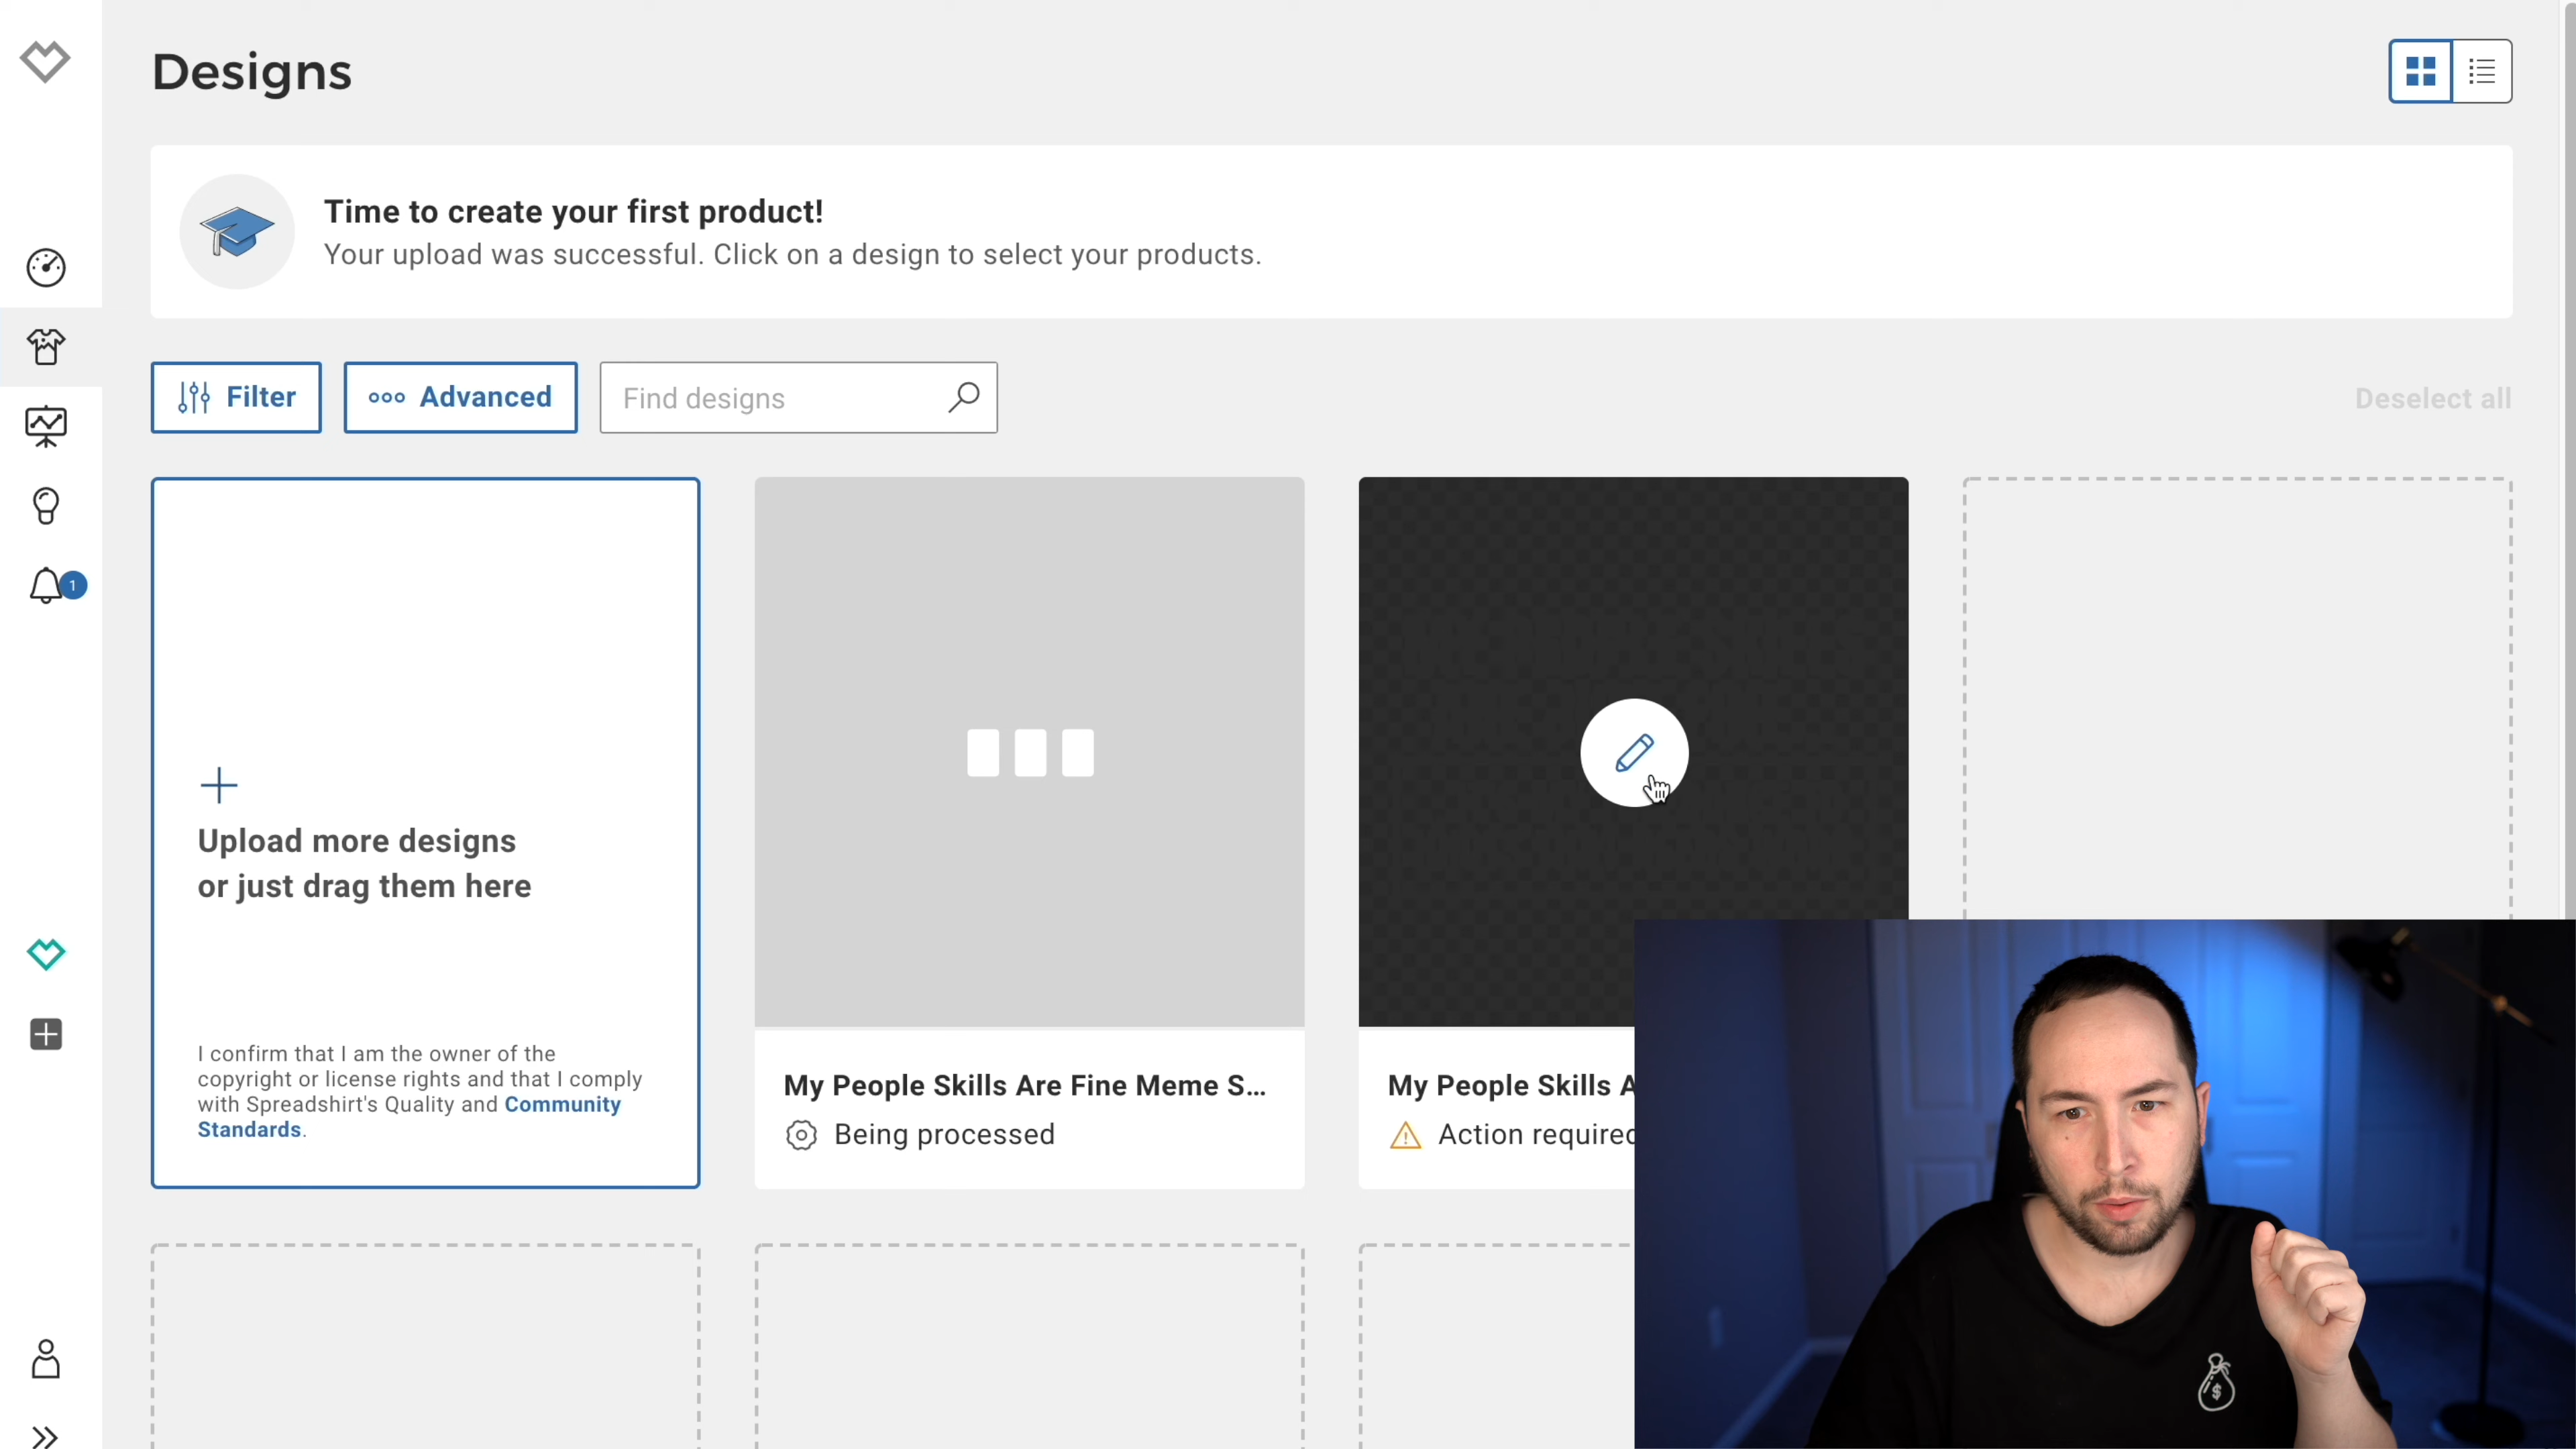 Designs
Time to create your first product!
Your upload was successful. Click on a design to select your products.
Filter
Advanced
Find designs
Deselect all
1
Upload more designs
or just drag them here
I confirm that I am the owner of the
copyright or license rights and that I comply
with Spreadshirt's Quality and Community
Standards.
My People Skills Are Fine Meme S...
Being processed
My People Skills A
Action required
$